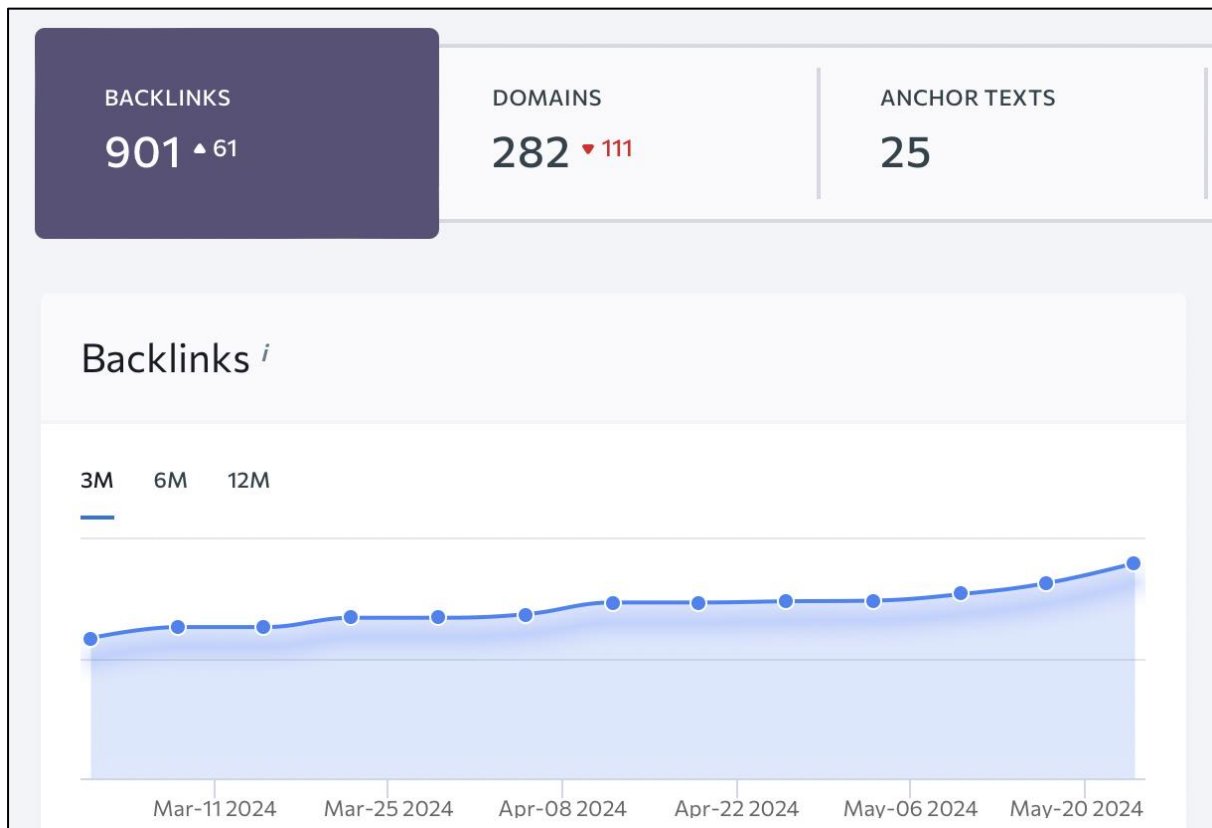 BACKLINKS
901 ▲ 61
DOMAINS
282 ▼ 111
ANCHOR TEXTS
25
Backlinks i
3M 6M 12M
Mar-11 2024 Mar-25 2024 Apr-08 2024 Apr-22 2024 May-06 2024 May-20 2024